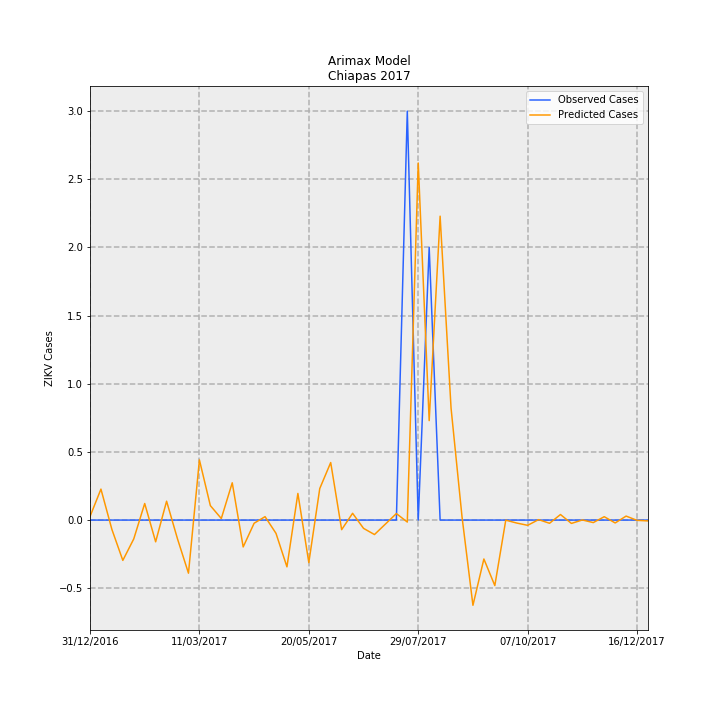 Arimax Model
Chiapas 2017
Observed Cases
Predicted Cases
3.0
2.5
2.0
1.5
1.0
0.5
0.0
−0.5
ZIKV Cases
31/12/2016 11/03/2017 20/05/2017 29/07/2017 07/10/2017 16/12/2017
Date